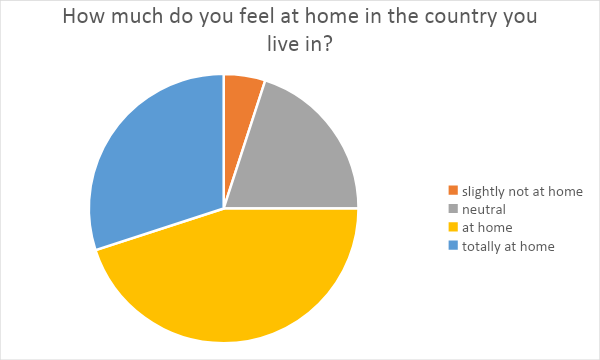 How much do you feel at home in the country you
live in?
slightly not at home
neutral
at home
totally at home